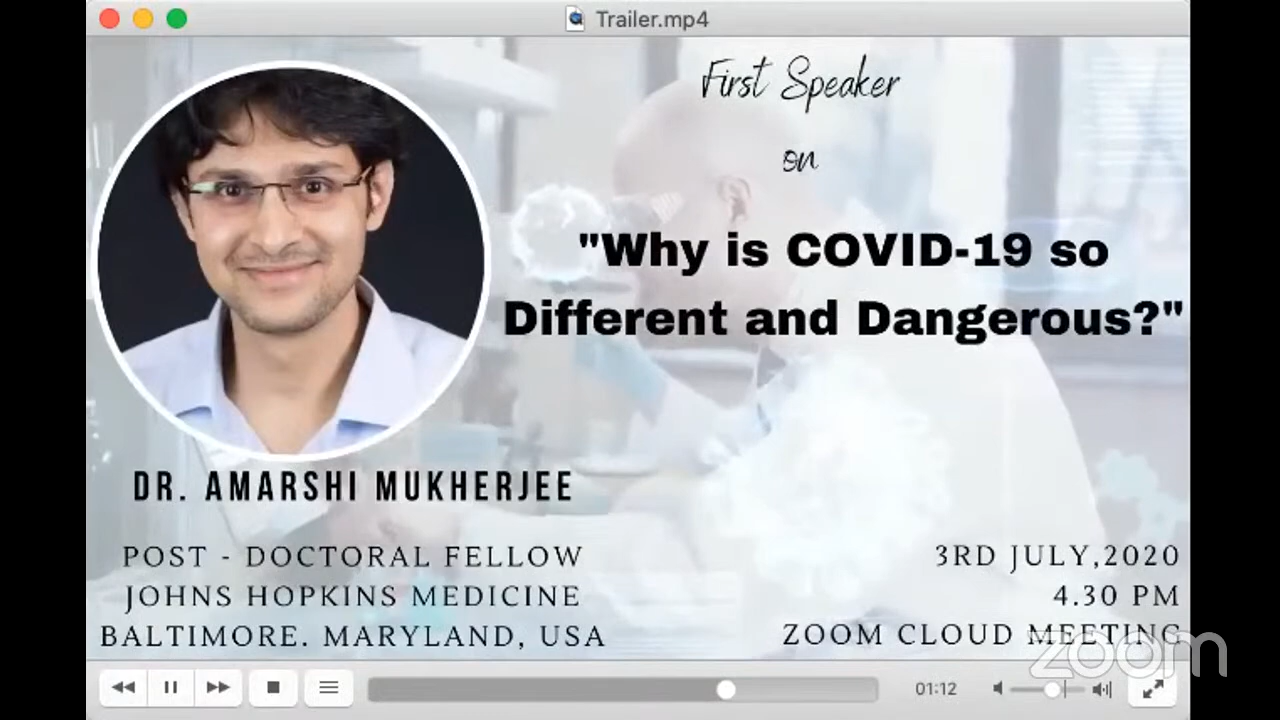 Trailer.mp4
First Speaker
on
"Why is COVID-19 so
Different and Dangerous?"
DR. AMARSHI MUKHERJEE
POST - DOCTORAL FELLOW
JOHNS HOPKINS MEDICINE
BALTIMORE. MARYLAND, USA
3RD JULY,2020
4.30 PM
ZOOM CLOUD MEETING
zoom
01:12